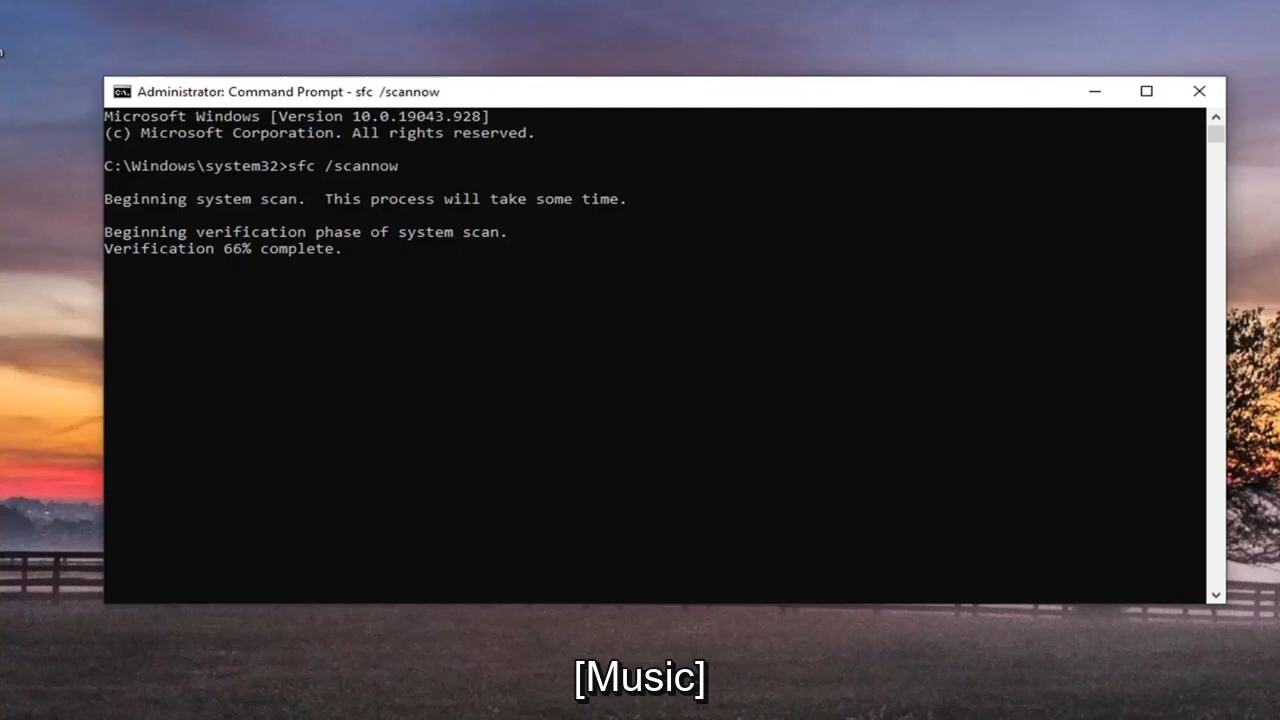 Administrator: Command Prompt - sfc  /scannow
Microsoft Windows [Version 10.0.19043.928]
(c) Microsoft Corporation. All rights reserved.
C:\Windows\system32>sfc /scannow
Beginning system scan.  This process will take some time.
Beginning verification phase of system scan.
Verification 66% complete.
[Music]